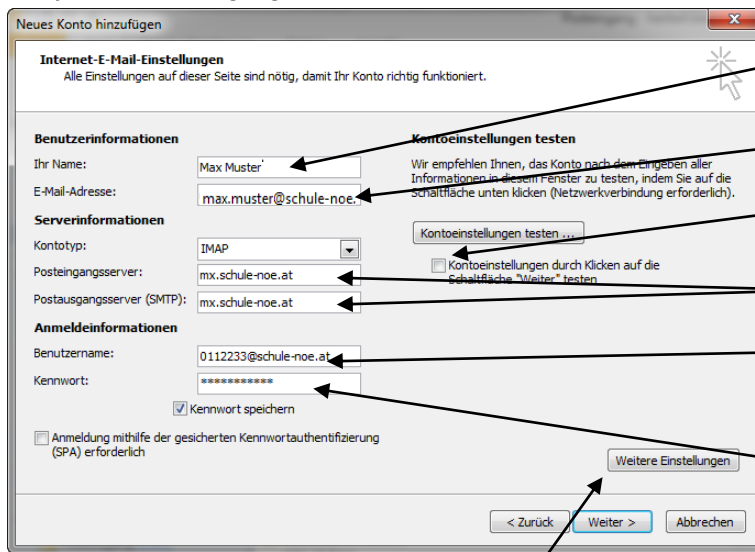 Neues Konto hinzufügen
Internet-E-Mail-Einstellungen
Alle Einstellungen auf dieser Seite sind nötig, damit Ihr Konto richtig funktioniert.
Benutzerinformationen
Ihr Name:
Max Muster
E-Mail-Adresse:
max.muster@schule-noe.
Serverinformationen
Kontotyp:
IMAP
Posteingangsserver:
mx.schule-noe.at
Postausgangsserver (SMTP):
mx.schule-noe.at
Anmeldeinformationen
Benutzername:
0112233@schule-noe.at
Kennwort:
***********
Kennwort speichern
Anmeldung mithilfe der gesicherten Kennwortauthentifizierung
(SPA) erforderlich
Kontoeinstellungen testen
Wir empfehlen Ihnen, das Konto nach dem Eingeben aller
Informationen in diesem Fenster zu testen, indem Sie auf die
Schaltfläche unten klicken (Netzwerkverbindung erforderlich).
Kontoeinstellungen testen ...
Kontoeinstellungen durch Klicken auf die
Schaltfläche "Weiter" testen
Weitere Einstellungen
< Zurück
Weiter >
Abbrechen